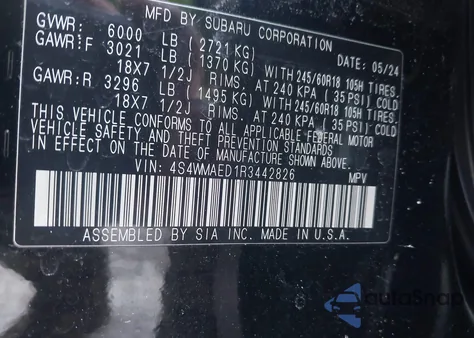 MFD BY SUBARU CORPORATION
GVWR: 6000 LB ( 2721 KG) DATE: 05/24
GAWR:F 3021 LB ( 1370 KG) WITH 245/60R18 105H TIRES,
18X7 1/2J RIMS, AT 240 KPA ( 35 PSI) COLD
GAWR:R 3296 LB ( 1495 KG) WITH 245/60R18 105H TIRES,
18X7 1/2J RIMS, AT 240 KPA ( 35 PSI) COLD
THIS VEHICLE CONFORMS TO ALL APPLICABLE FEDERAL MOTOR
VEHICLE SAFETY AND THEFT PREVENTION STANDARDS
IN EFFECT ON THE DATE OF MANUFACTURE SHOWN ABOVE.
VIN: 4S4WMAED1R3442826 MPV
ASSEMBLED BY SIA INC. MADE IN U.S.A.
autoSnap